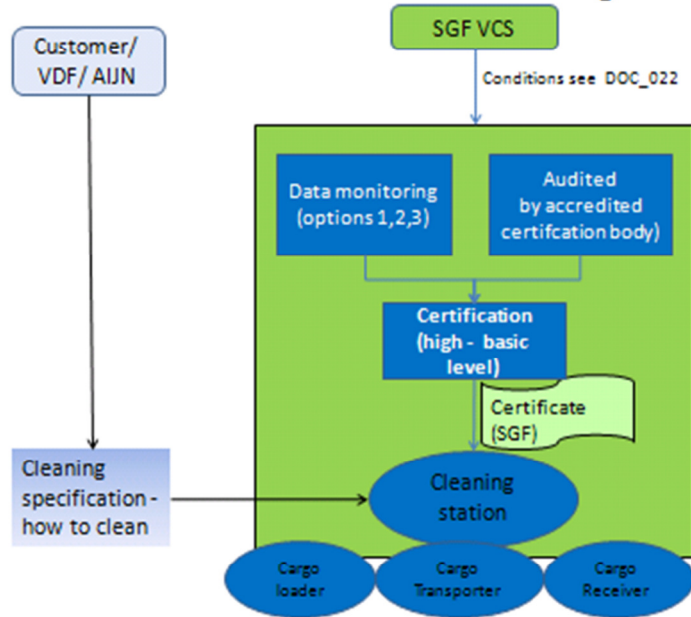 Customer/
VDF/ AIJN
SGF VCS
Conditions see DOC_022
Data monitoring
(options 1,2,3)
Audited
by accredited
certifcation body)
Certification
(high - basic
level)
Certificate
(SGF)
Cleaning
specification -
how to clean
Cleaning
station
Cargo
loader
Cargo
Transporter
Cargo
Receiver